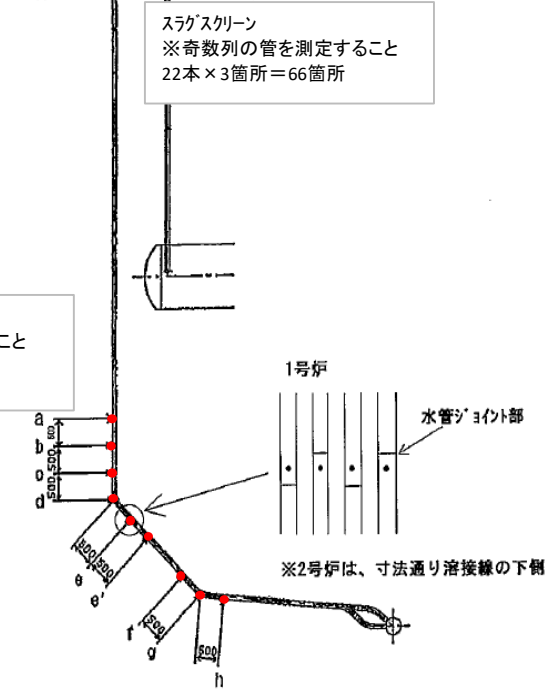 スラグスクリーン
※奇数列の管を測定すること
22本×3箇所＝66箇所
こと
1号炉
水管ｼﾞｮｲﾝﾄ部
a
500
b
500
c
500
d
500
500
e
e'
※2号炉は、寸法通り溶接線の下側
f
500
g
500
h